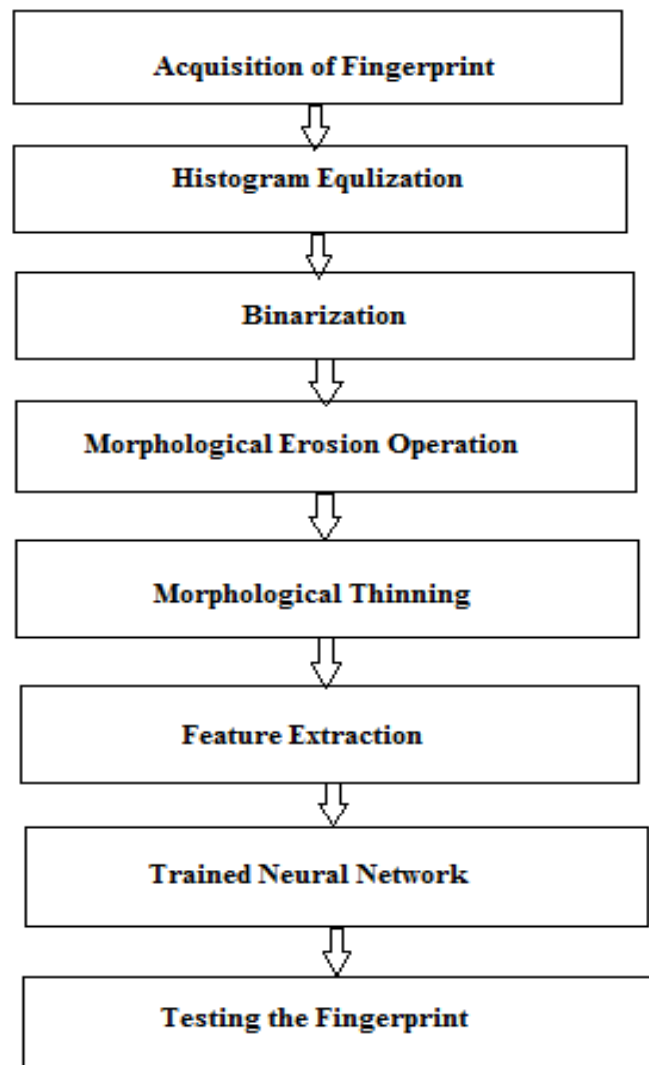 Acquisition of Fingerprint
Histogram Equlization
Binarization
Morphological Erosion Operation
Morphological Thinning
Feature Extraction
Trained Neural Network
Testing the Fingerprint